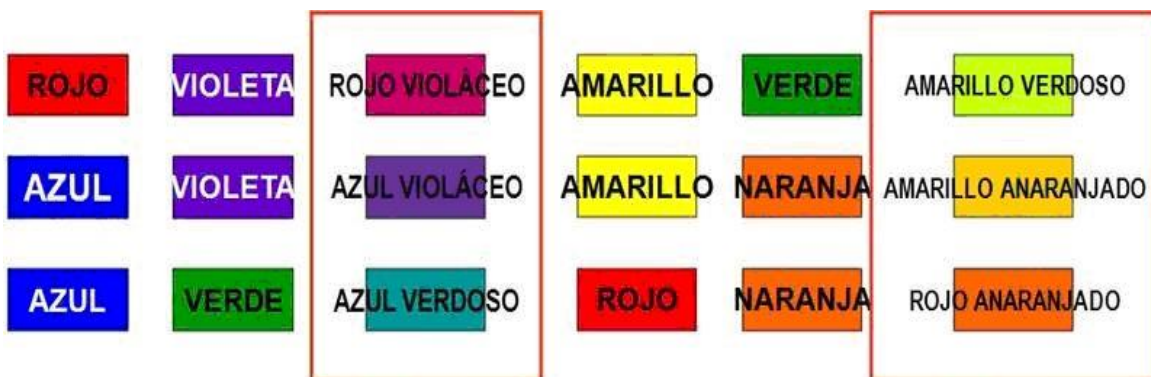 ROJO VIOLETA ROJO VIOLÁCEO AMARILLO VERDE AMARILLO VERDOSO
AZUL VIOLETA AZUL VIOLÁCEO AMARILLO NARANJA AMARILLO ANARANJADO
AZUL VERDE AZUL VERDOSO ROJO NARANJA ROJO ANARANJADO